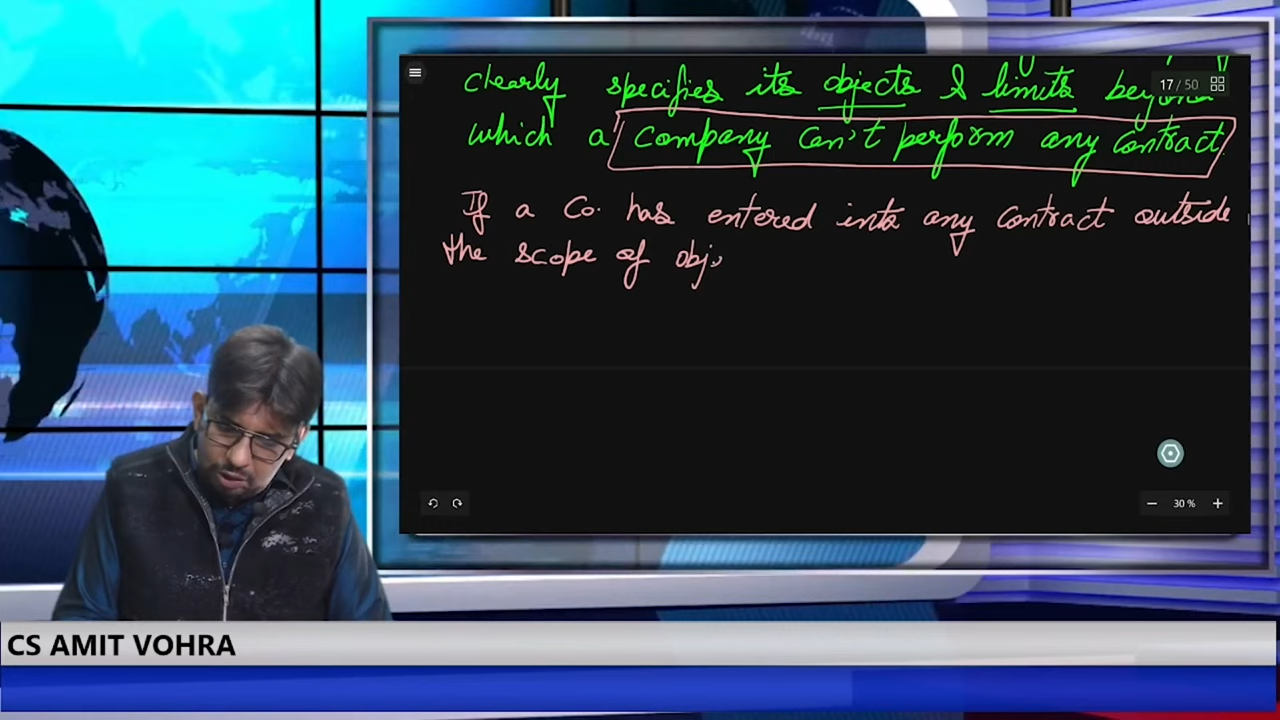 clearly specifies its objects & limits beyond
17 / 50
which a company can't perform any contract.
If a Co. has entered into any contract outside
the scope of obj
30 %
CS AMIT VOHRA